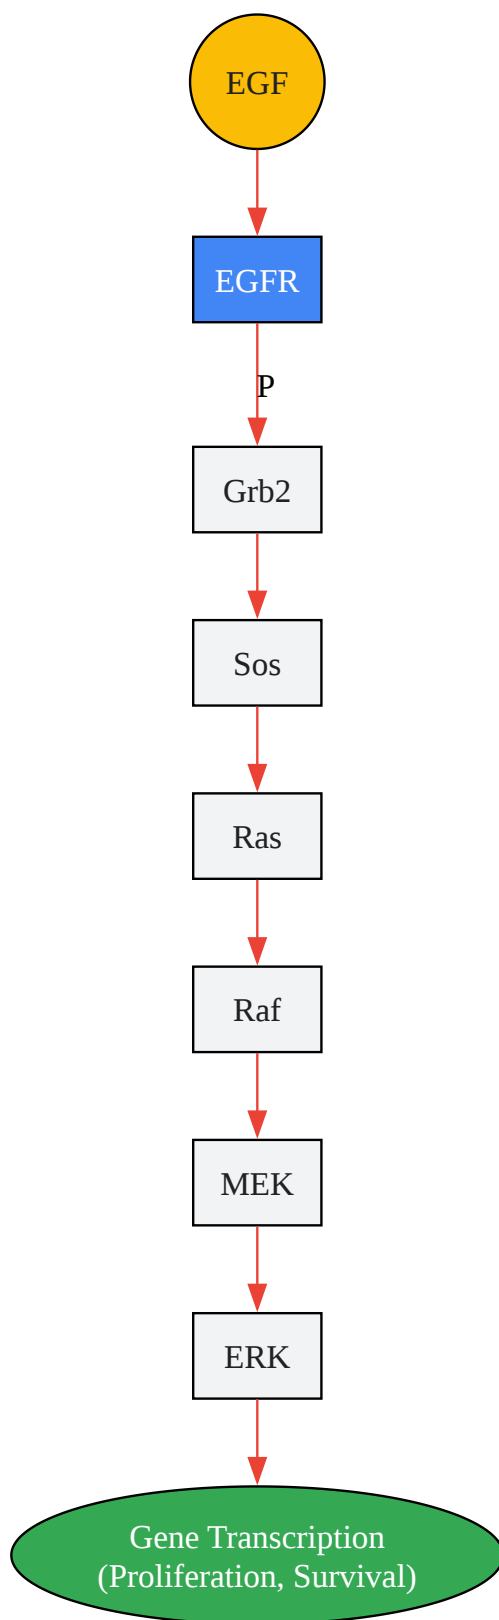 EGF
EGFR
P
Grb2
Sos
Ras
Raf
MEK
ERK
Gene Transcription
(Proliferation, Survival)